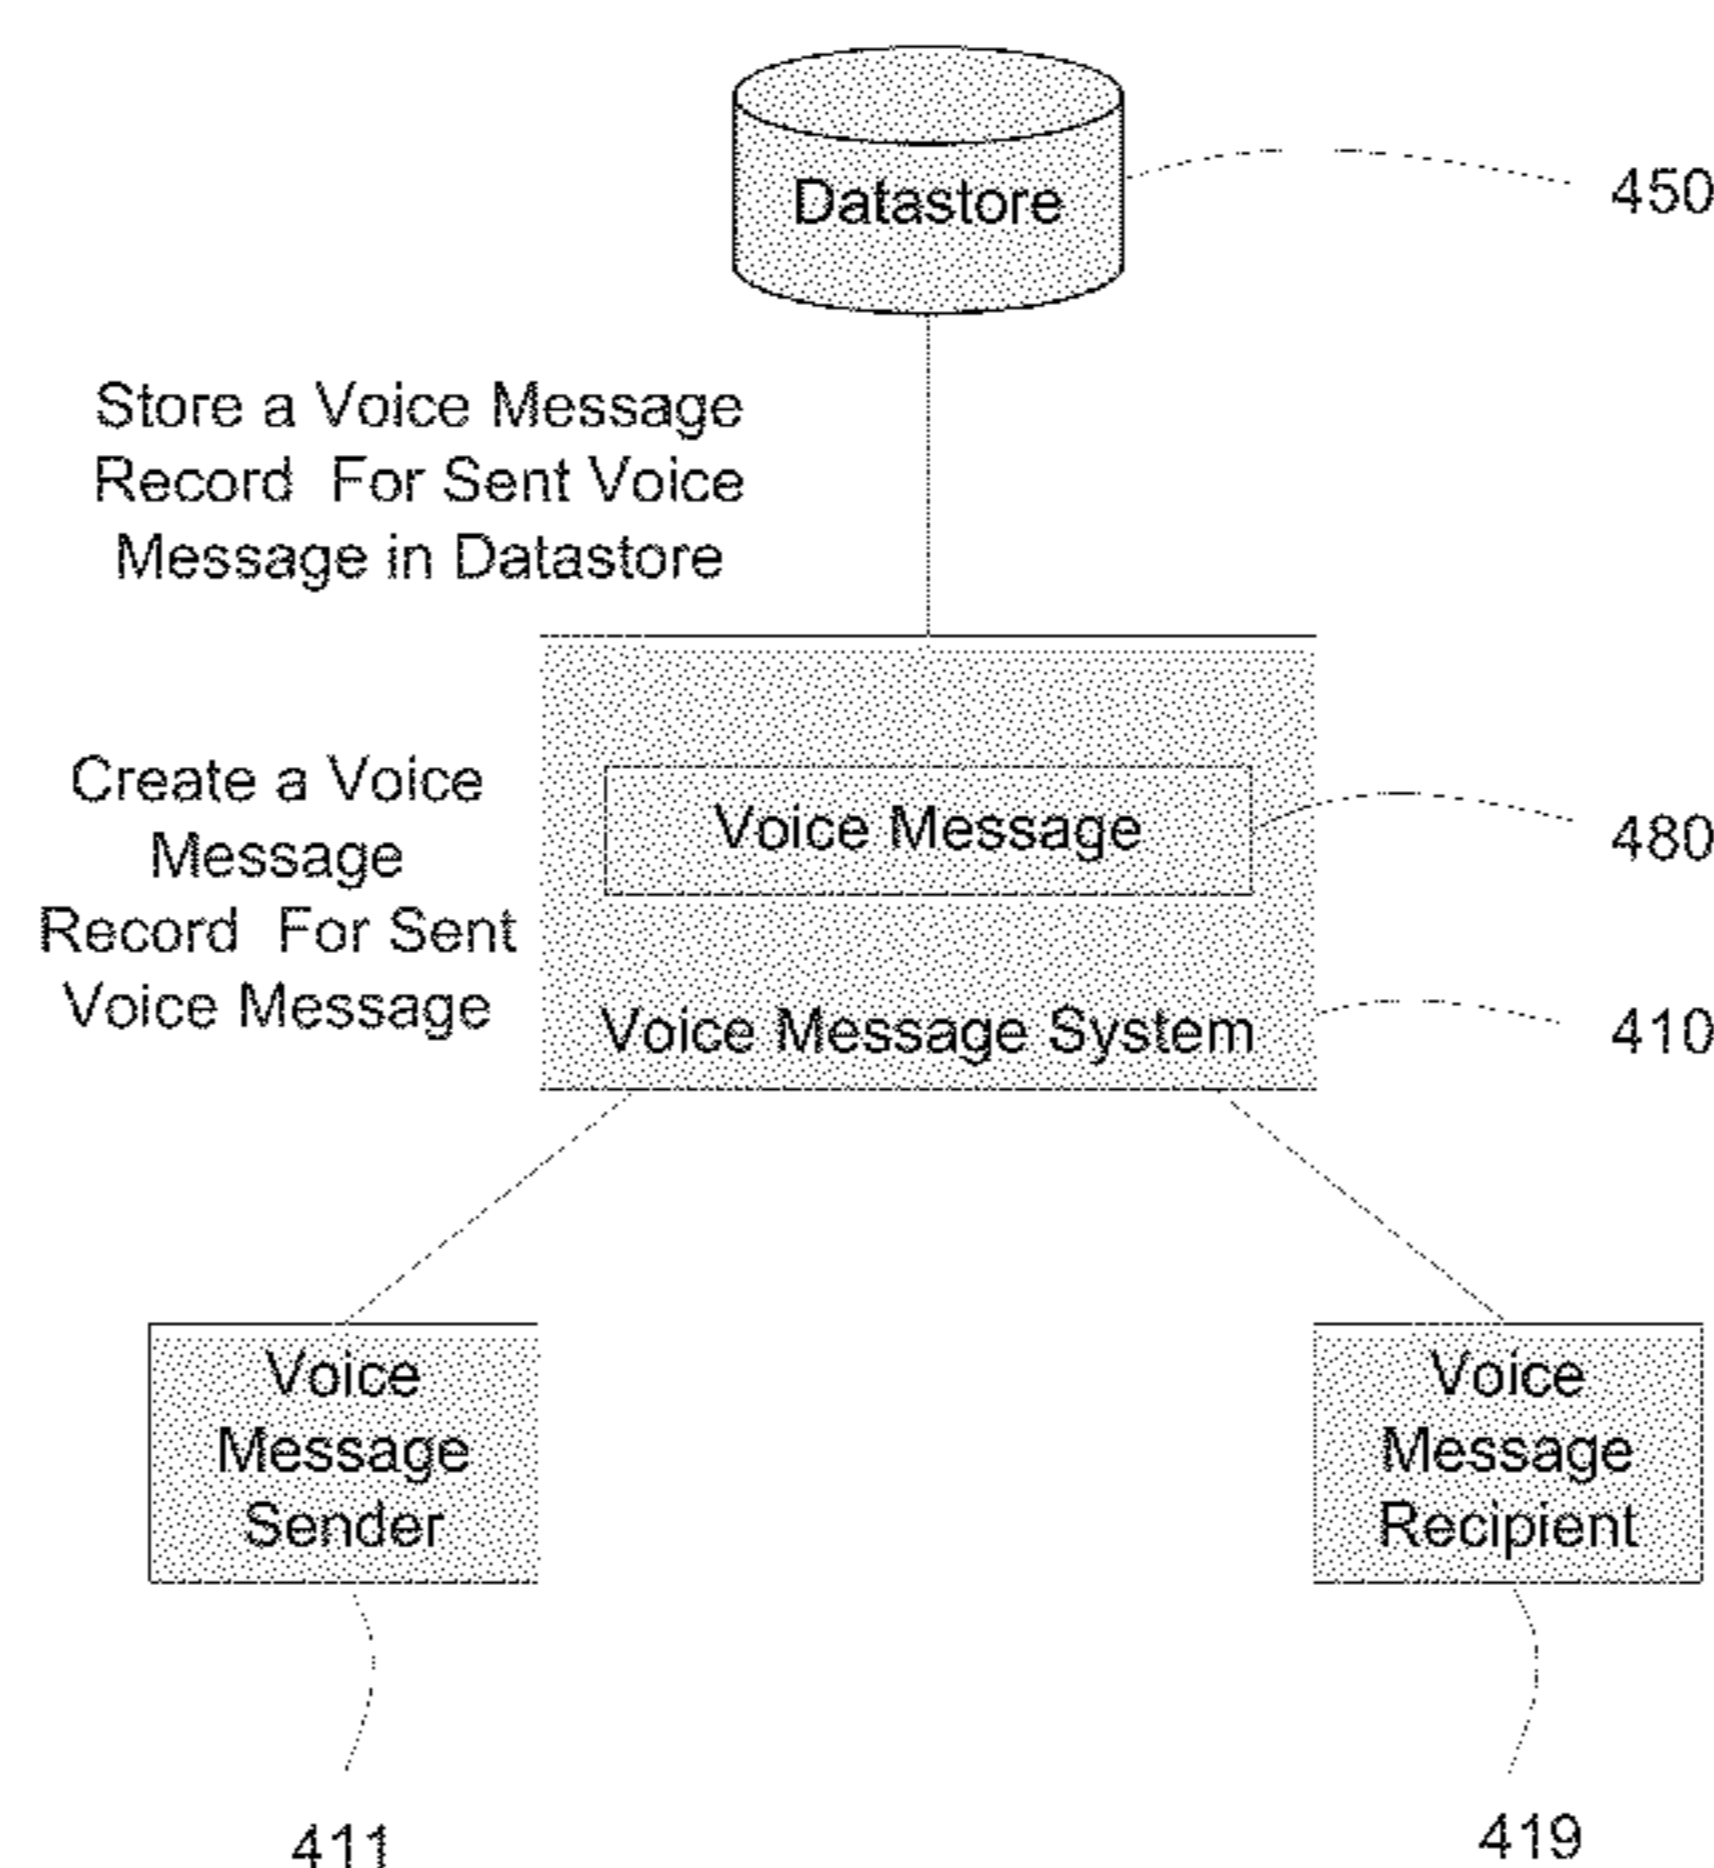 Datastore
450
Store a Voice Message
Record For Sent Voice
Message in Datastore
Create a Voice
Message
Record For Sent
Voice Message
Voice Message
480
Voice Message System
410
Voice
Message
Sender
Voice
Message
Recipient
411
419